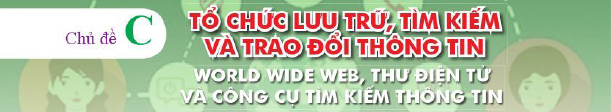 Chủ đề C
TỔ CHỨC LƯU TRỮ, TÌM KIẾM
VÀ TRAO ĐỔI THÔNG TIN
WORLD WIDE WEB, THƯ ĐIỆN TỬ
VÀ CÔNG CỤ TÌM KIẾM THÔNG TIN